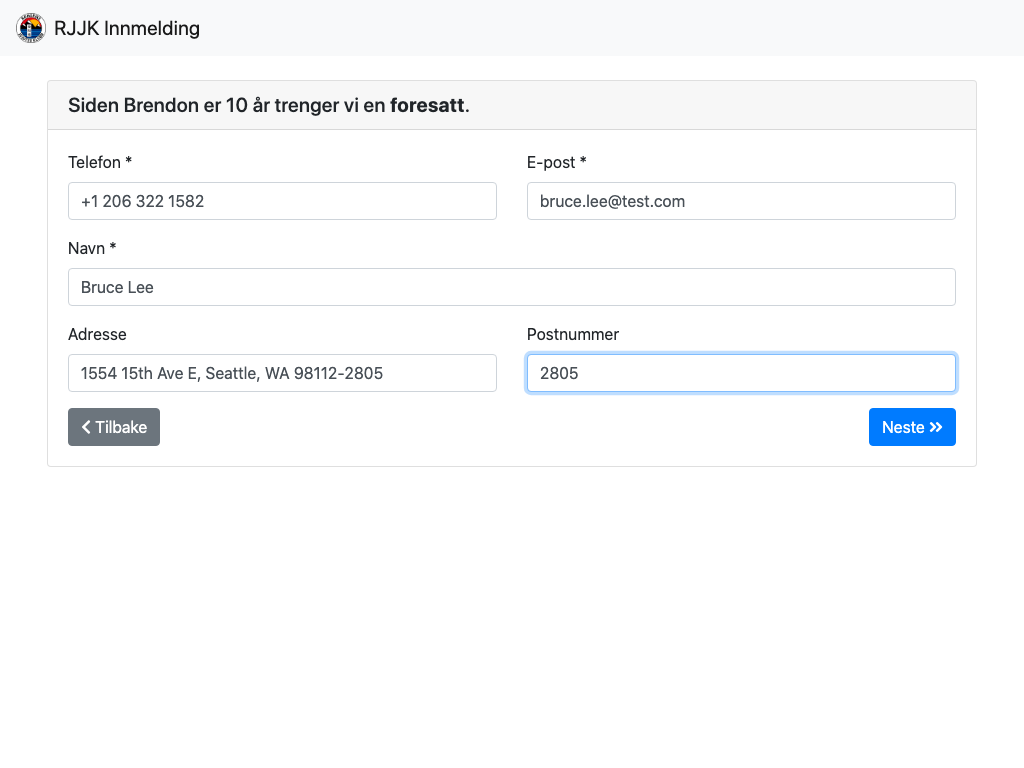 RJJK Innmelding
Siden Brendon er 10 år trenger vi en foresatt.
Telefon *
E-post *
+1 206 322 1582
bruce.lee@test.com
Navn *
Bruce Lee
Adresse
Postnummer
1554 15th Ave E, Seattle, WA 98112-2805
2805
Tilbake
Neste